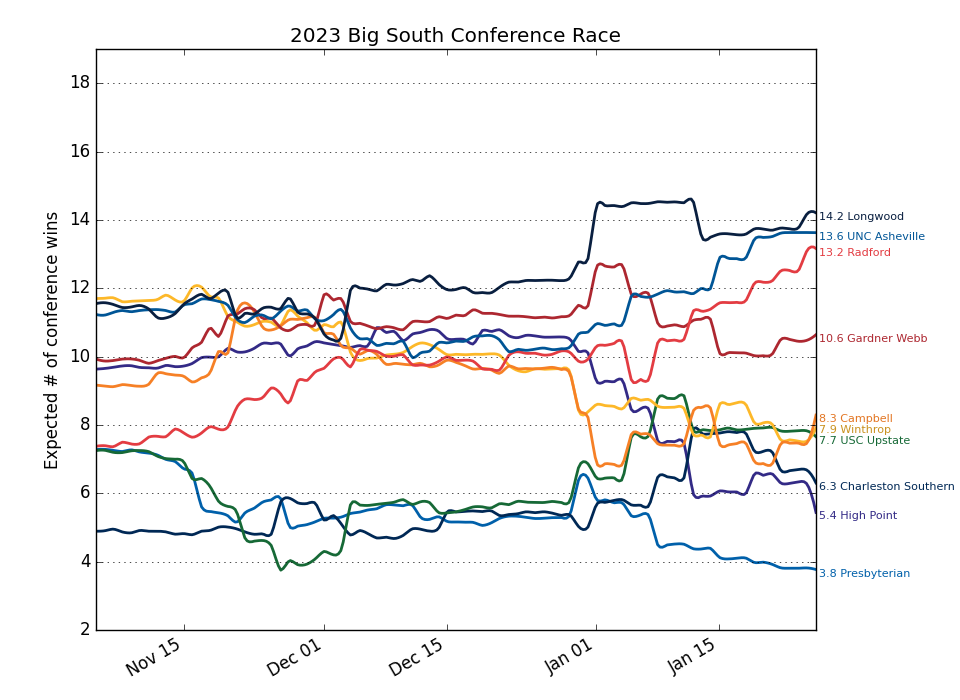 2023 Big South Conference Race
Expected # of conference wins
18
16
14
12
10
8
6
4
2
Nov 15
Dec 01
Dec 15
Jan 01
Jan 15
14.2 Longwood
13.6 UNC Asheville
13.2 Radford
10.6 Gardner Webb
8.3 Campbell
7.9 Winthrop
7.7 USC Upstate
6.3 Charleston Southern
5.4 High Point
3.8 Presbyterian